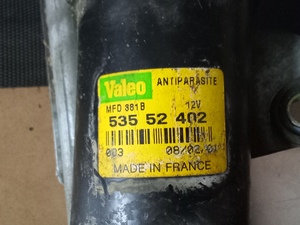 Valeo ANTIPARASITE
MFD 381B 12V
535 52 402
003 08/02/01
MADE IN FRANCE